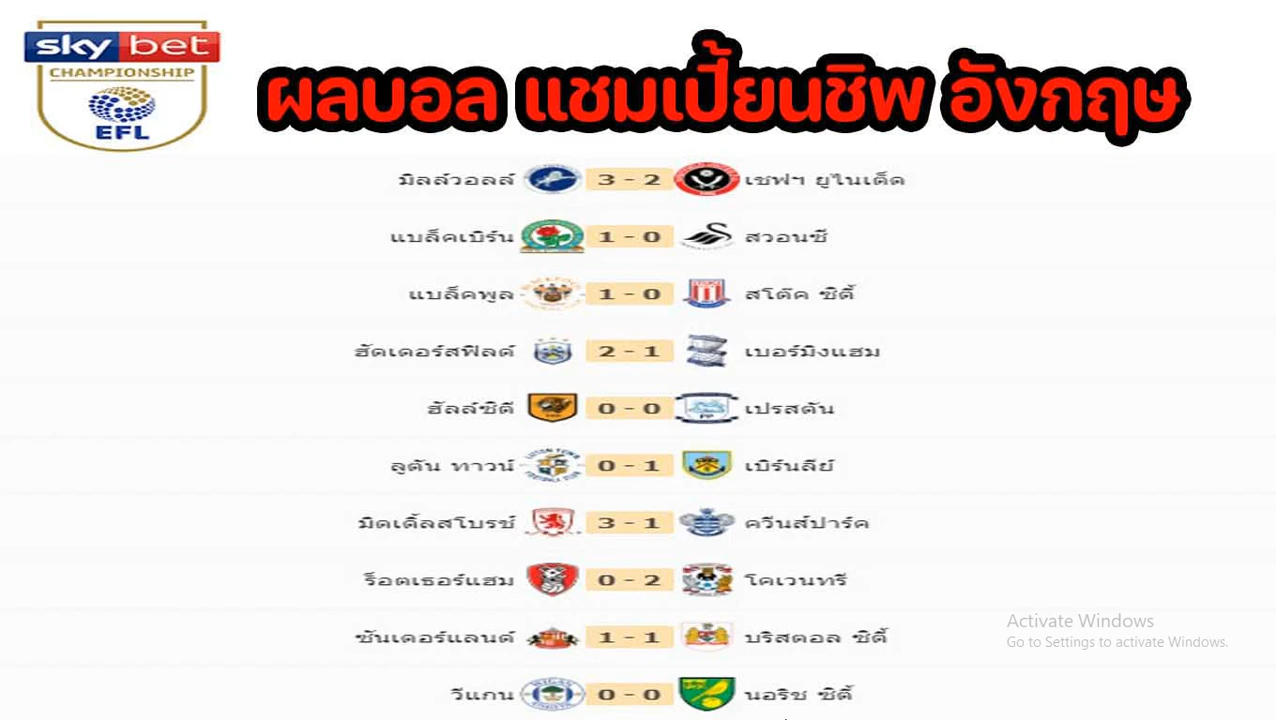 sky bet
CHAMPIONSHIP
EFL
ผลบอล แชมเปี้ยนชิพ อังกฤษ
มิลล์วอลล์ 3 - 2 เชฟฯ ยูไนเต็ด
แบล็คเบิร์น 1 - 0 สวอนซี
แบล็คพูล 1 - 0 สโต๊ค ซิตี้
ฮัดเดอร์สฟิลด์ 2 - 1 เบอร์มิงแฮม
ฮัลล์ซิตี 0 - 0 เปรสตัน
ลูตัน ทาวน์ 0 - 1 เบิร์นลีย์
มิดเดิ้ลสโบรช์ 3 - 1 ควีนส์ปาร์ค
ร็อตเธอร์แฮม 0 - 2 โคเวนทรี
ซันเดอร์แลนด์ 1 - 1 บริสตอล ซิตี้
วีแกน 0 - 0 นอริช ซิตี้
Activate Windows
Go to Settings to activate Windows.